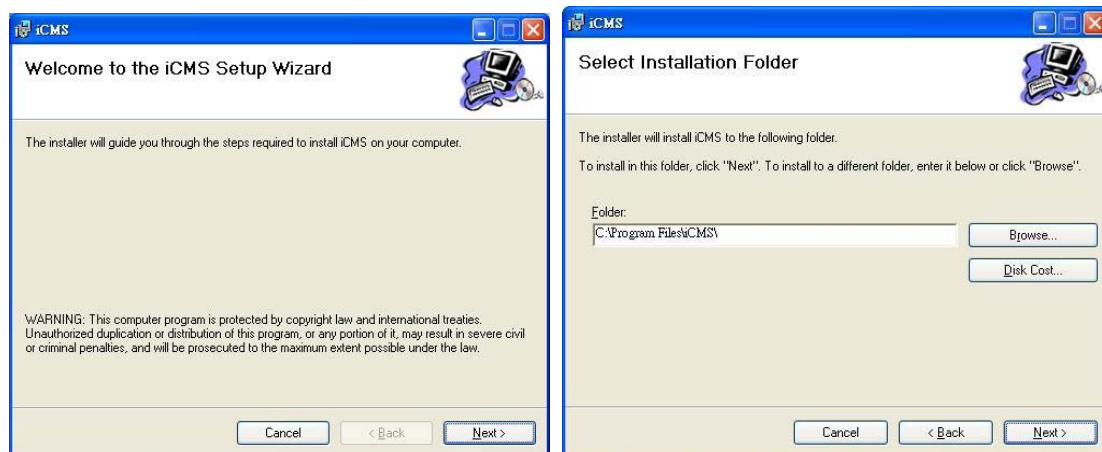 iCMS
Welcome to the iCMS Setup Wizard
The installer will guide you through the steps required to install iCMS on your computer.
WARNING: This computer program is protected by copyright law and international treaties.
Unauthorized duplication or distribution of this program, or any portion of it, may result in severe civil
or criminal penalties, and will be prosecuted to the maximum extent possible under the law.
Cancel
< Back
Next >
iCMS
Select Installation Folder
The installer will install iCMS to the following folder.
To install in this folder, click "Next". To install to a different folder, enter it below or click "Browse".
Folder:
C:\Program Files\iCMS\
Browse...
Disk Cost...
Cancel
< Back
Next >